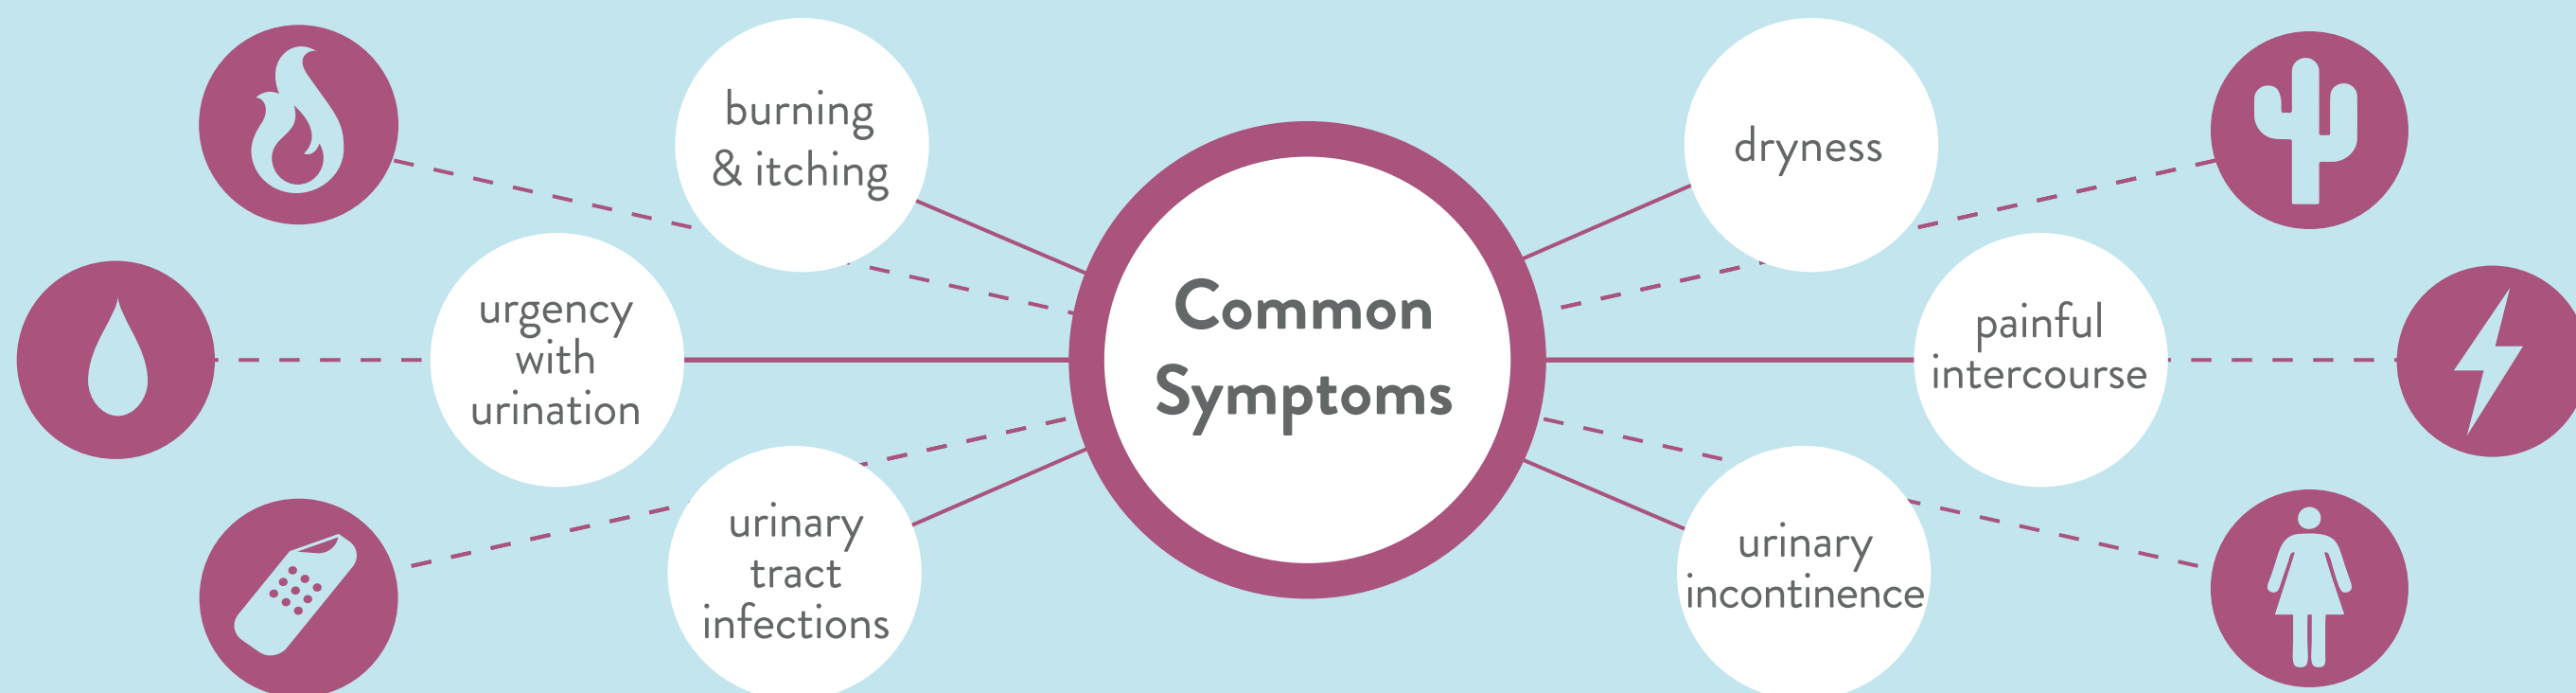 burning
& itching
urgency
with
urination
urinary
tract
infections
Common
Symptoms
dryness
painful
intercourse
urinary
incontinence